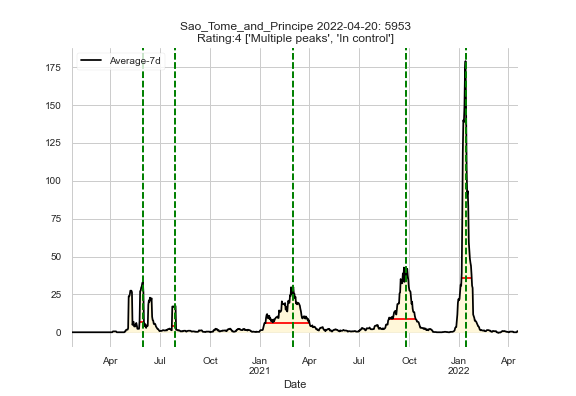 Sao_Tome_and_Principe 2022-04-20: 5953
Rating:4 ['Multiple peaks', 'In control']
Average-7d
175
150
125
100
75
50
25
0
Apr Jul Oct Jan Apr Jul Oct Jan Apr
2021 2022
Date